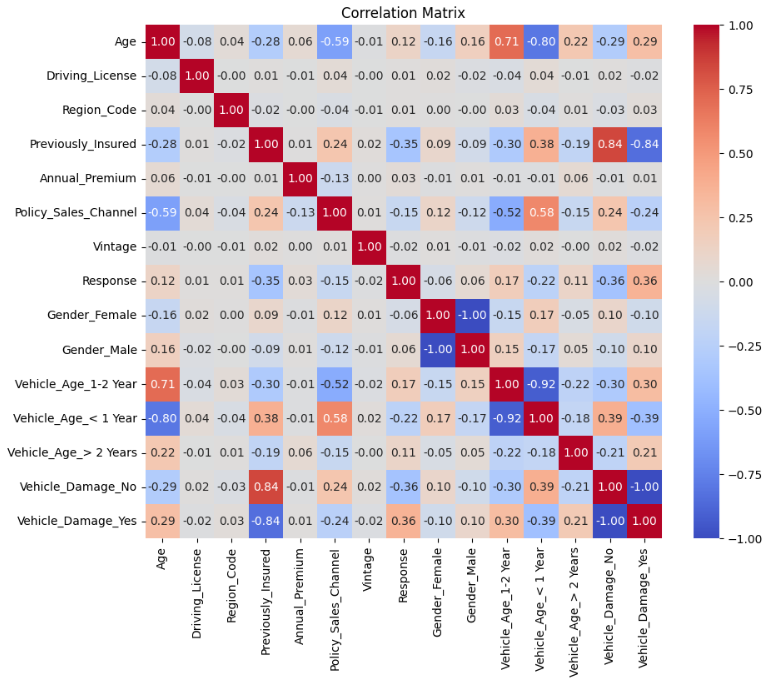 Correlation Matrix
Age 1.00 -0.08 0.04 -0.28 0.06 -0.59 -0.01 0.12 -0.16 0.16 0.71 -0.80 0.22 -0.29 0.29
Driving_License -0.08 1.00 -0.00 0.01 -0.01 0.04 -0.00 0.01 0.02 -0.02 -0.04 0.04 -0.01 0.02 -0.02
Region_Code 0.04 -0.00 1.00 -0.02 -0.00 -0.04 -0.01 0.01 0.00 -0.00 0.03 -0.04 0.01 -0.03 0.03
Previously_Insured -0.28 0.01 -0.02 1.00 0.01 0.24 0.02 -0.35 0.09 -0.09 -0.30 0.38 -0.19 0.84 -0.84
Annual_Premium 0.06 -0.01 -0.00 0.01 1.00 -0.13 -0.00 0.03 -0.01 0.01 -0.01 -0.01 0.06 -0.01 0.01
Policy_Sales_Channel -0.59 0.04 -0.04 0.24 -0.13 1.00 0.01 -0.15 0.12 -0.12 -0.52 0.58 -0.15 0.24 -0.24
Vintage -0.01 -0.00 -0.01 0.02 0.00 0.01 1.00 -0.02 0.01 -0.01 -0.02 0.02 -0.00 0.02 -0.02
Response 0.12 0.01 0.01 -0.35 0.03 -0.15 -0.02 1.00 -0.06 0.06 0.17 -0.22 0.11 -0.36 0.36
Gender_Female -0.16 0.02 0.00 0.09 -0.01 0.12 0.01 -0.06 1.00 -1.00 -0.15 0.17 -0.05 0.10 -0.10
Gender_Male 0.16 -0.02 -0.00 -0.09 0.01 -0.12 -0.01 0.06 -1.00 1.00 0.15 -0.17 0.05 -0.10 0.10
Vehicle_Age_1-2 Year 0.71 -0.04 0.03 -0.30 -0.01 -0.52 -0.02 0.17 -0.15 0.15 1.00 -0.92 -0.22 -0.30 0.30
Vehicle_Age_< 1 Year -0.80 0.04 -0.04 0.38 -0.01 0.58 0.02 -0.22 0.17 -0.17 -0.92 1.00 -0.18 0.39 -0.39
Vehicle_Age_> 2 Years 0.22 -0.01 0.01 -0.19 0.06 -0.15 -0.00 0.11 -0.05 0.05 -0.22 -0.18 1.00 -0.21 0.21
Vehicle_Damage_No -0.29 0.02 -0.03 0.84 -0.01 0.24 0.02 -0.36 0.10 -0.10 -0.30 0.39 -0.21 1.00 -1.00
Vehicle_Damage_Yes 0.29 -0.02 0.03 -0.84 0.01 -0.24 -0.02 0.36 -0.10 0.10 0.30 -0.39 0.21 -1.00 1.00
Age
Driving_License
Region_Code
Previously_Insured
Annual_Premium
Policy_Sales_Channel
Vintage
Response
Gender_Female
Gender_Male
Vehicle_Age_1-2 Year
Vehicle_Age_< 1 Year
Vehicle_Age_> 2 Years
Vehicle_Damage_No
Vehicle_Damage_Yes
1.00
0.75
0.50
0.25
0.00
-0.25
-0.50
-0.75
-1.00